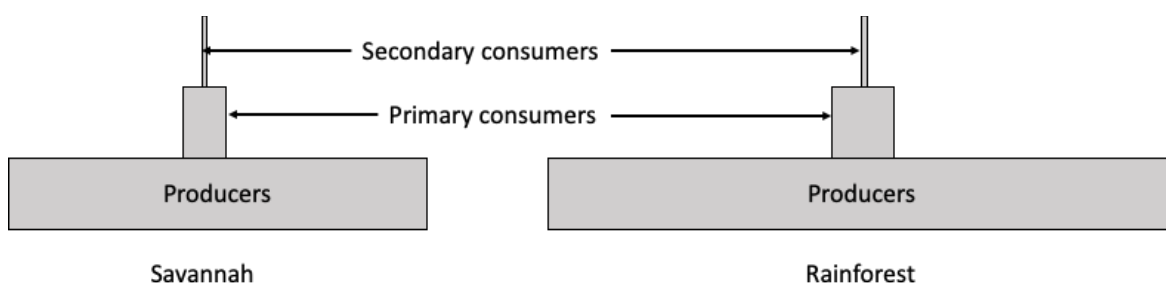 Secondary consumers
Primary consumers
Producers
Producers
Savannah
Rainforest